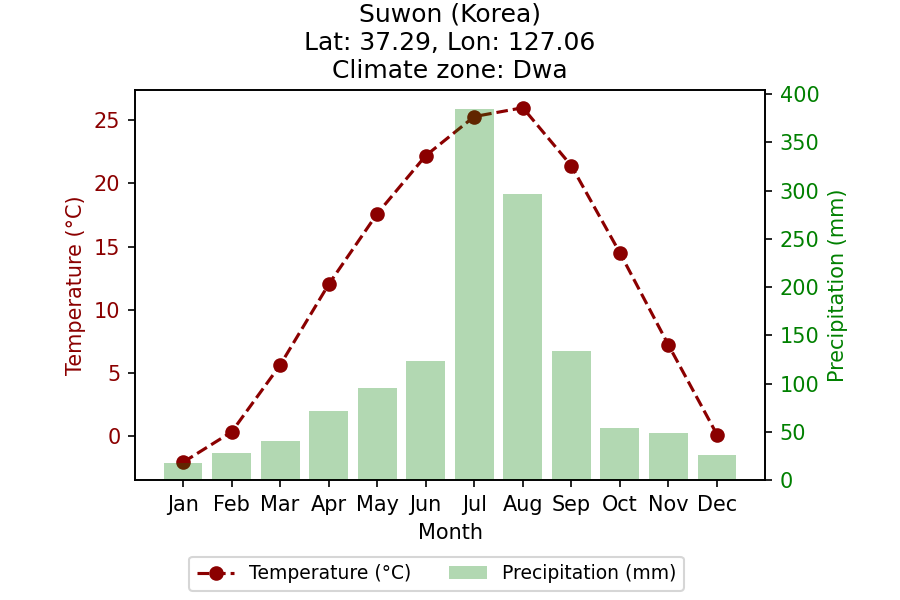 Suwon (Korea)
Lat: 37.29, Lon: 127.06
Climate zone: Dwa
Temperature (°C)
25
20
15
10
5
0
400
350
300
250
200
150
100
50
0
Precipitation (mm)
Jan Feb Mar Apr May Jun Jul Aug Sep Oct Nov Dec
Month
Temperature (°C) Precipitation (mm)